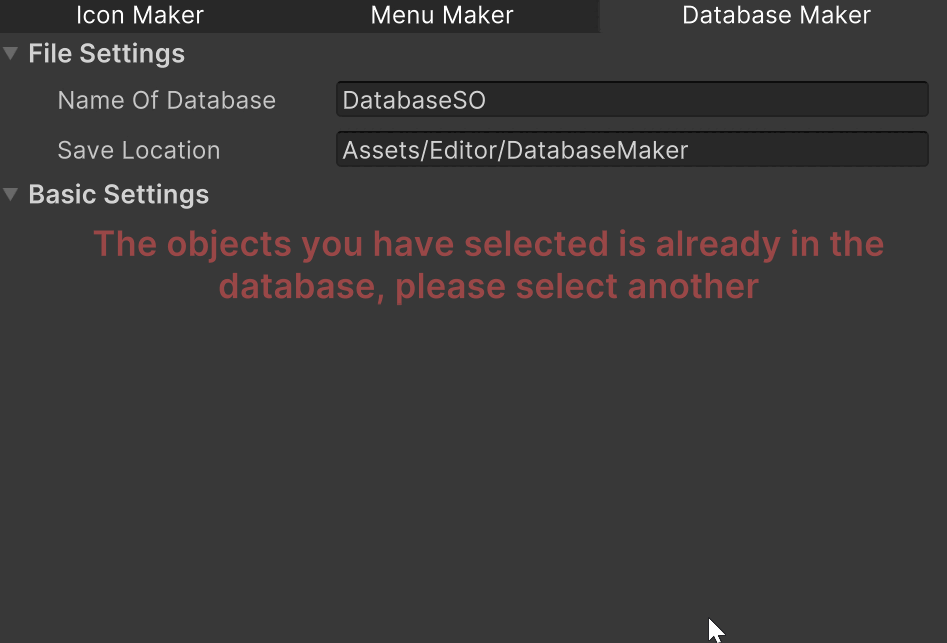 Icon Maker Menu Maker Database Maker
File Settings
Name Of Database DatabaseSO
Save Location Assets/Editor/DatabaseMaker
Basic Settings
The objects you have selected is already in the
database, please select another